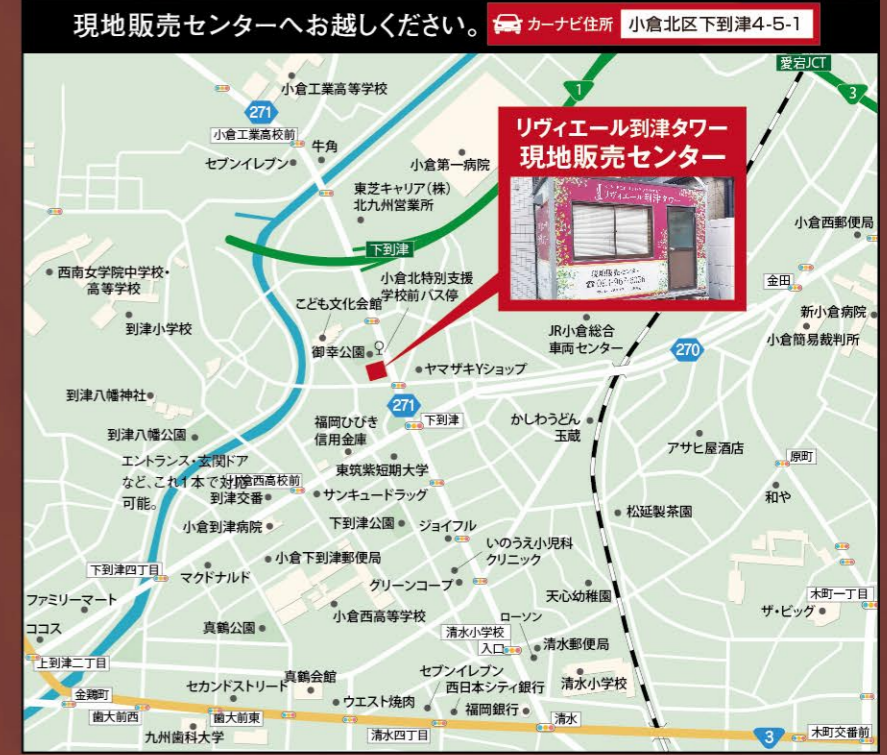 現地販売センターへお越しください。
カーナビ住所 小倉北区下到津4-5-1
愛宕JCT
小倉工業高等学校
1
3
271
小倉工業高校前
牛角
セブンイレブン
小倉第一病院
リヴィエール到津タワー
現地販売センター
東芝キャリア(株)
北九州営業所
リヴィエール到津タワー
現地販売センター
小倉西郵便局
下到津
西南女学院中学校・
高等学校
小倉北特別支援
学校前バス停
金田
こども文化会館
新小倉病院
到津小学校
JR小倉総合
車両センター
小倉簡易裁判所
御幸公園
270
ヤマザキYショップ
到津八幡神社
271
下到津
福岡ひびき
信用金庫
かしわうどん
玉蔵
到津八幡公園
アサヒ屋酒店
原町
エントランス・玄関ドア
など、これ1本で対応
可能。
東筑紫短期大学
小倉西高校前
到津交番
サンキュードラッグ
和や
松延製茶園
小倉到津病院
下到津公園
ジョイフル
いのうえ小児科
クリニック
小倉下到津郵便局
下到津四丁目
マクドナルド
グリーンコープ
天心幼稚園
木町一丁目
ファミリーマート
小倉西高等学校
ローソン
ザ・ビッグ
ココス
真鶴公園
清水小学校
入口
清水郵便局
上到津二丁目
セブンイレブン
真鶴会館
西日本シティ銀行
清水小学校
セカンドストリート
金鶏町
ウエスト焼肉
福岡銀行
歯大前西
歯大前東
清水
九州歯科大学
清水四丁目
3
木町交番前